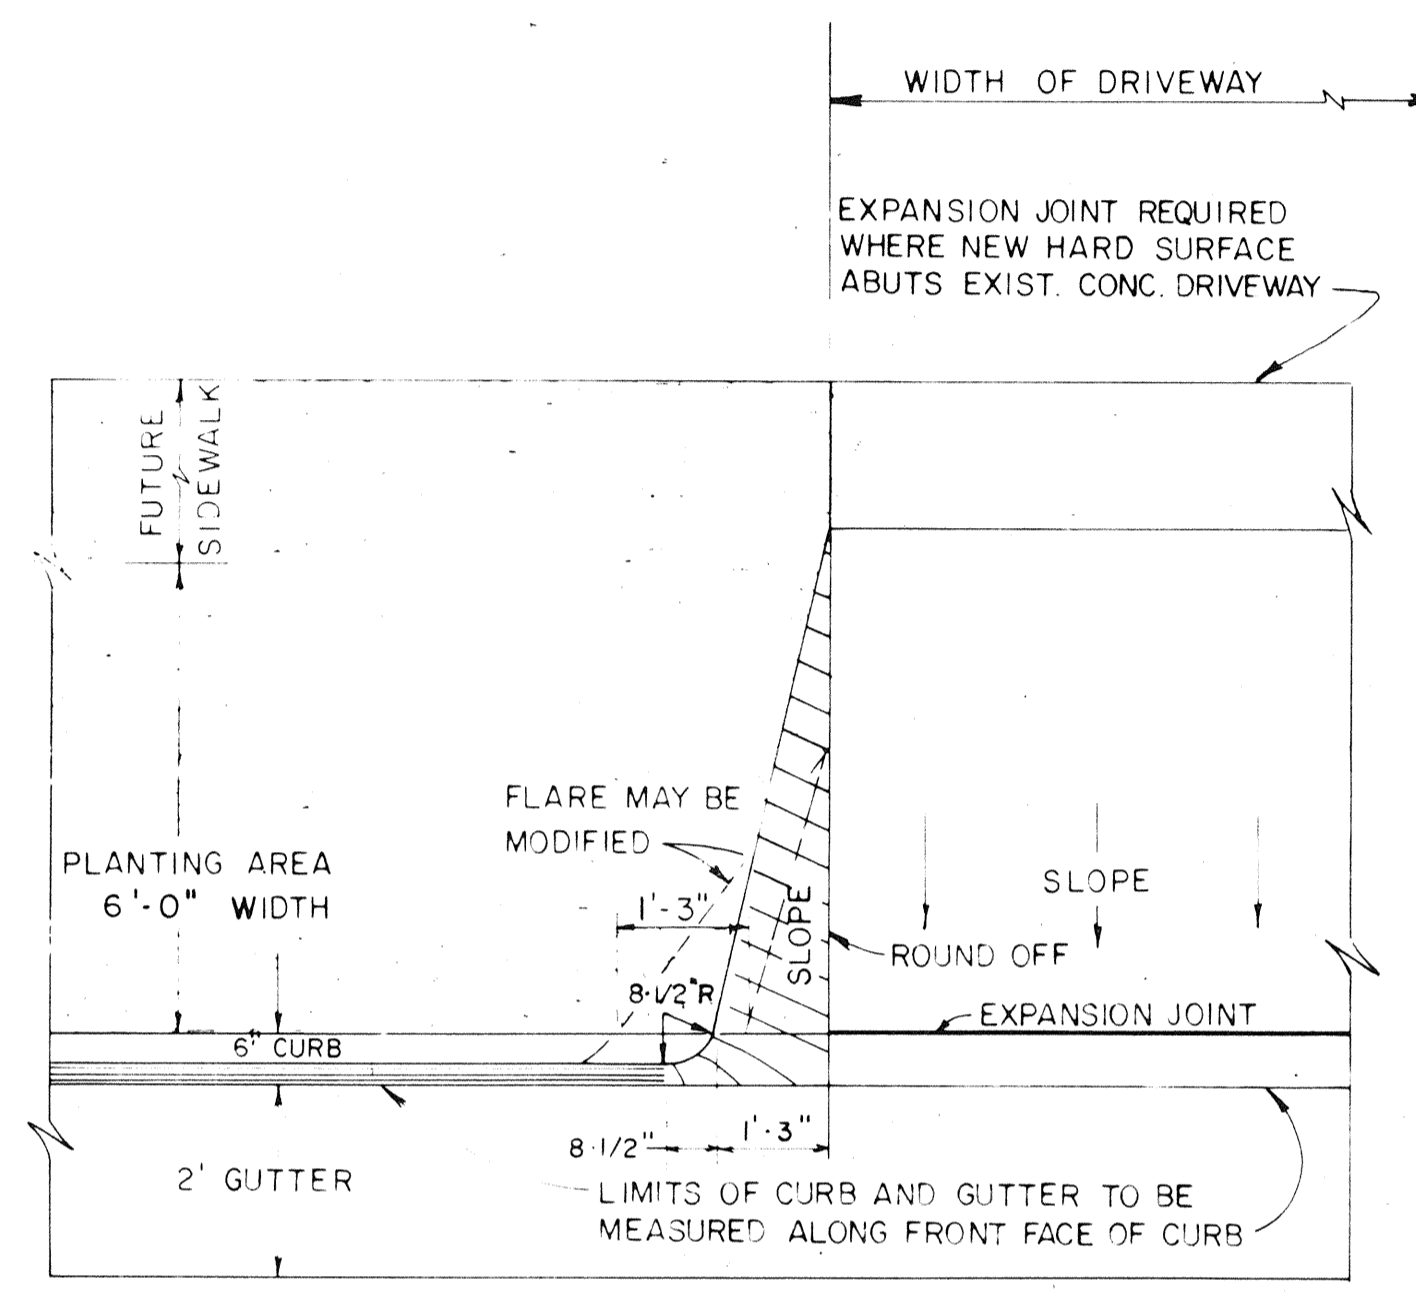 WIDTH OF DRIVEWAY
EXPANSION JOINT REQUIRED
WHERE NEW HARD SURFACE
ABUTS EXIST. CONC. DRIVEWAY
FUTURE
SIDEWALK
FLARE MAY BE
MODIFIED
PLANTING AREA
6'-0" WIDTH
1'-3"
SLOPE
SLOPE
ROUND OFF
8-1/2"R
EXPANSION JOINT
6" CURB
8-1/2"
1'-3"
2' GUTTER
LIMITS OF CURB AND GUTTER TO BE
MEASURED ALONG FRONT FACE OF CURB